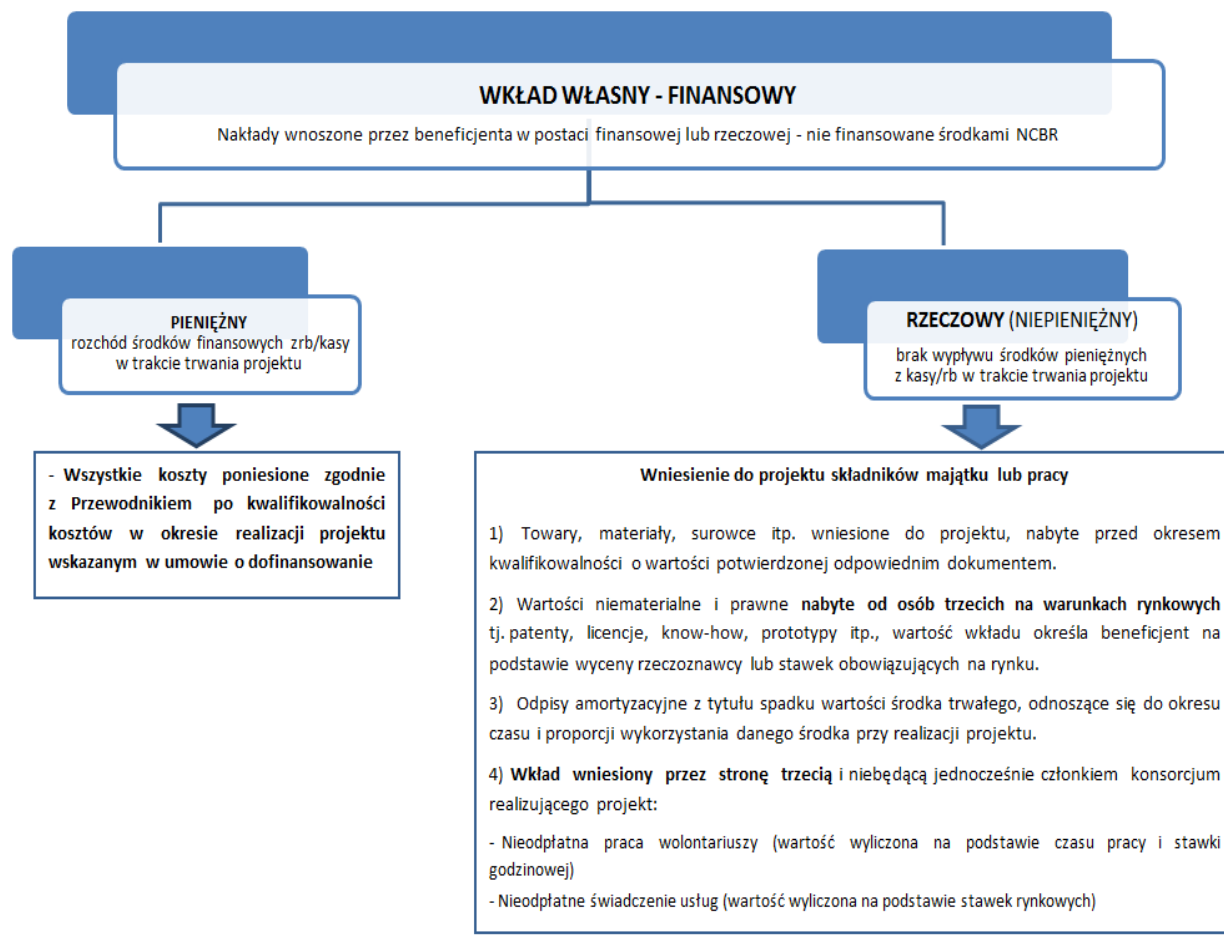 WKŁAD WŁASNY - FINANSOWY
Nakłady wnoszone przez beneficjenta w postaci finansowej lub rzeczowej - nie finansowane środkami NCBR
PIENIĘŻNY
rozchód środków finansowych zrb/kasy
w trakcie trwania projektu
- Wszystkie koszty poniesione zgodnie
z Przewodnikiem po kwalifikowalności
kosztów w okresie realizacji projektu
wskazanym w umowie o dofinansowanie
RZECZOWY (NIEPIENIĘŻNY)
brak wypływu środków pieniężnych
z kasy/rb w trakcie trwania projektu
Wniesienie do projektu składników majątku lub pracy
1) Towary, materiały, surowce itp. wniesione do projektu, nabyte przed okresem
kwalifikowalności o wartości potwierdzonej odpowiednim dokumentem.
2) Wartości niematerialne i prawne nabyte od osób trzecich na warunkach rynkowych
tj. patenty, licencje, know-how, prototypy itp., wartość wkładu określa beneficjent na
podstawie wyceny rzeczoznawcy lub stawek obowiązujących na rynku.
3) Odpisy amortyzacyjne z tytułu spadku wartości środka trwałego, odnoszące się do okresu
czasu i proporcji wykorzystania danego środka przy realizacji projektu.
4) Wkład wniesiony przez stronę trzecią i niebędącą jednocześnie członkiem konsorcjum
realizującego projekt:
- Nieodpłatna praca wolontariuszy (wartość wyliczona na podstawie czasu pracy i stawki
godzinowej)
- Nieodpłatne świadczenie usług (wartość wyliczona na podstawie stawek rynkowych)